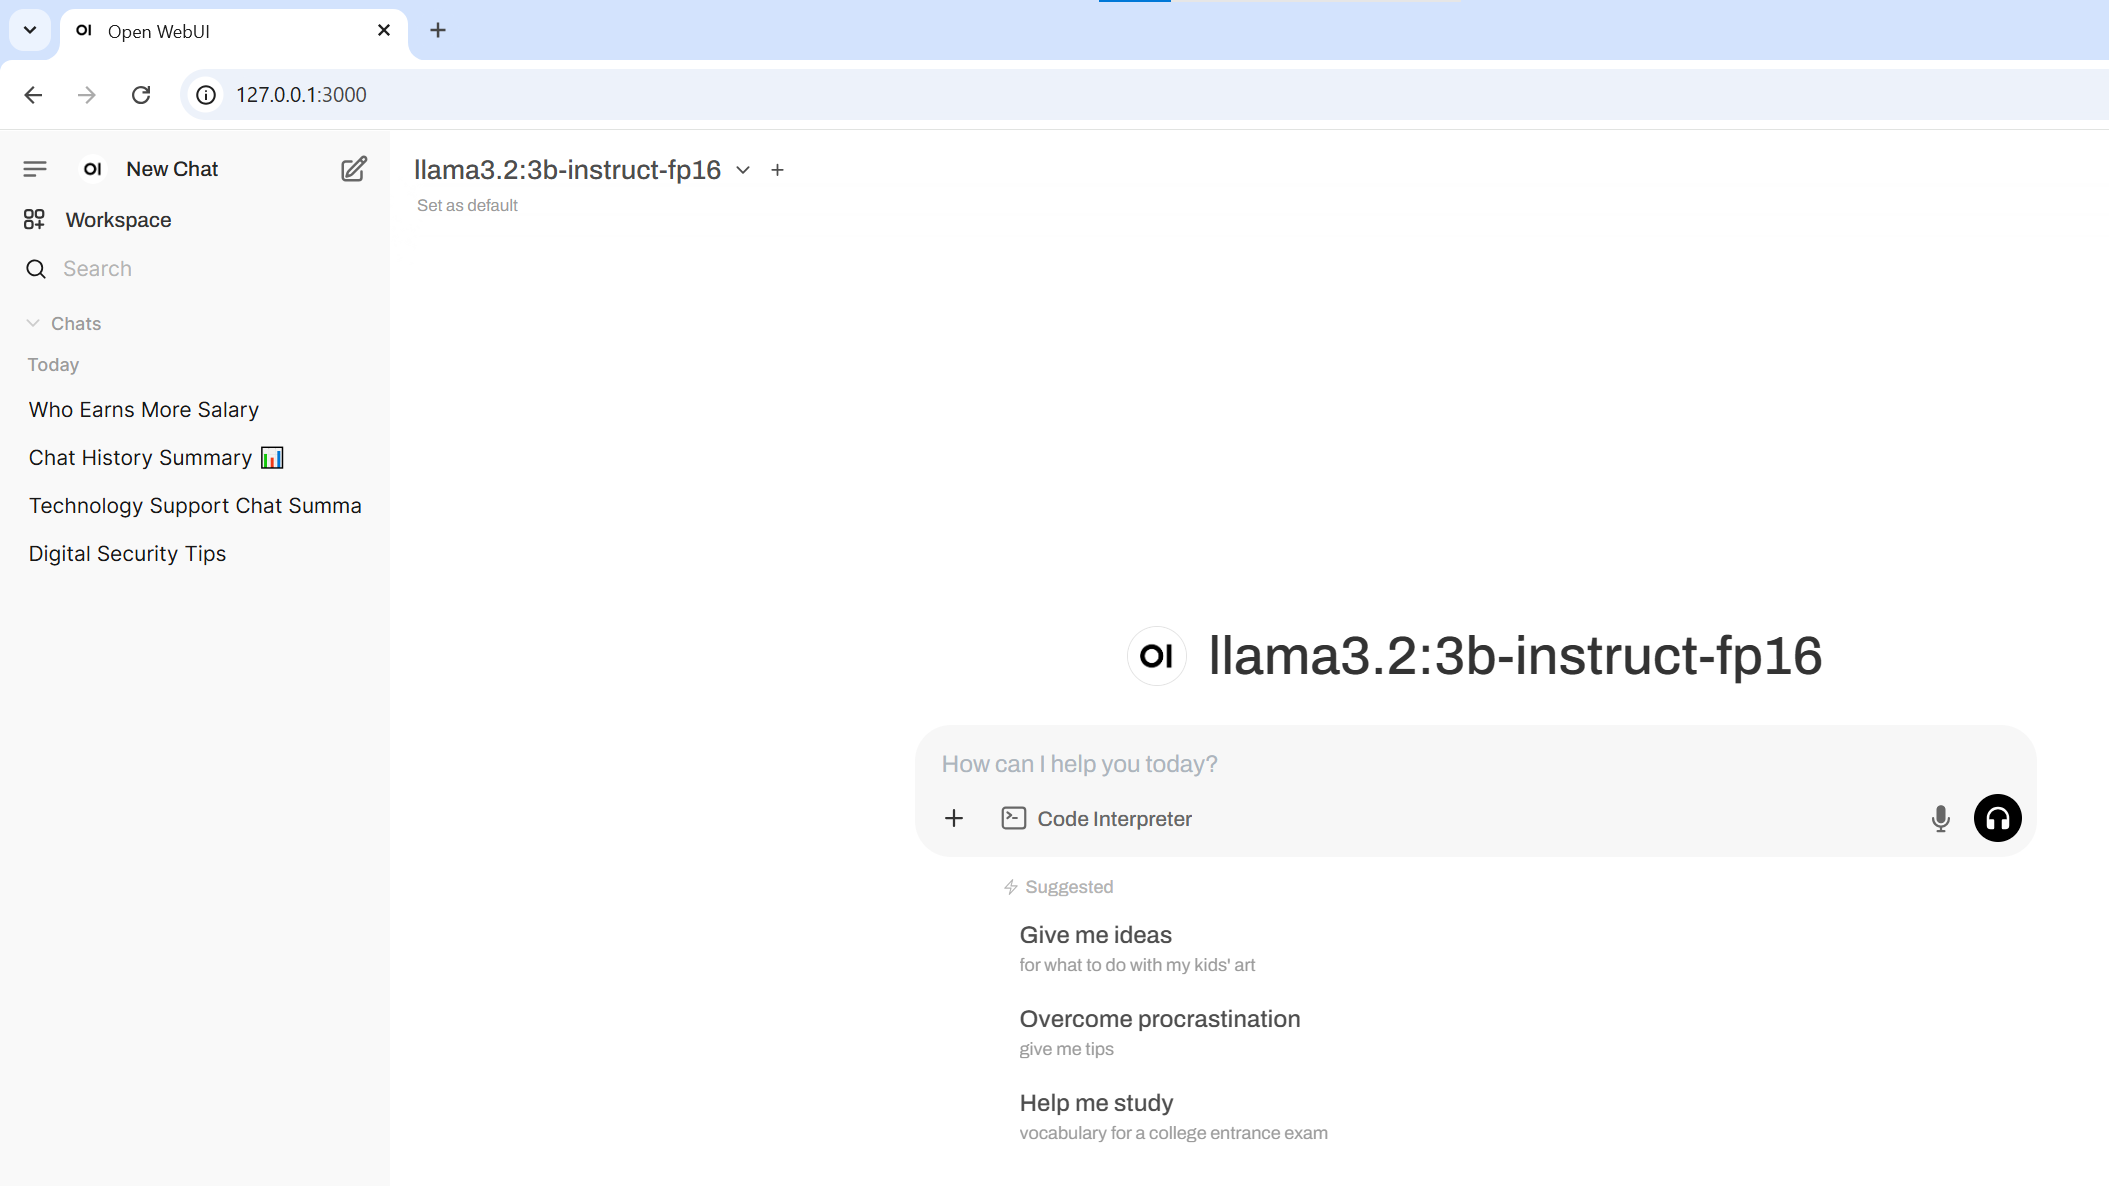 OI Open WebUI
127.0.0.1:3000
OI New Chat
Workspace
Search
Chats
Today
Who Earns More Salary
Chat History Summary 📊
Technology Support Chat Summa
Digital Security Tips
llama3.2:3b-instruct-fp16
Set as default
OI llama3.2:3b-instruct-fp16
How can I help you today?
Code Interpreter
Suggested
Give me ideas
for what to do with my kids' art
Overcome procrastination
give me tips
Help me study
vocabulary for a college entrance exam